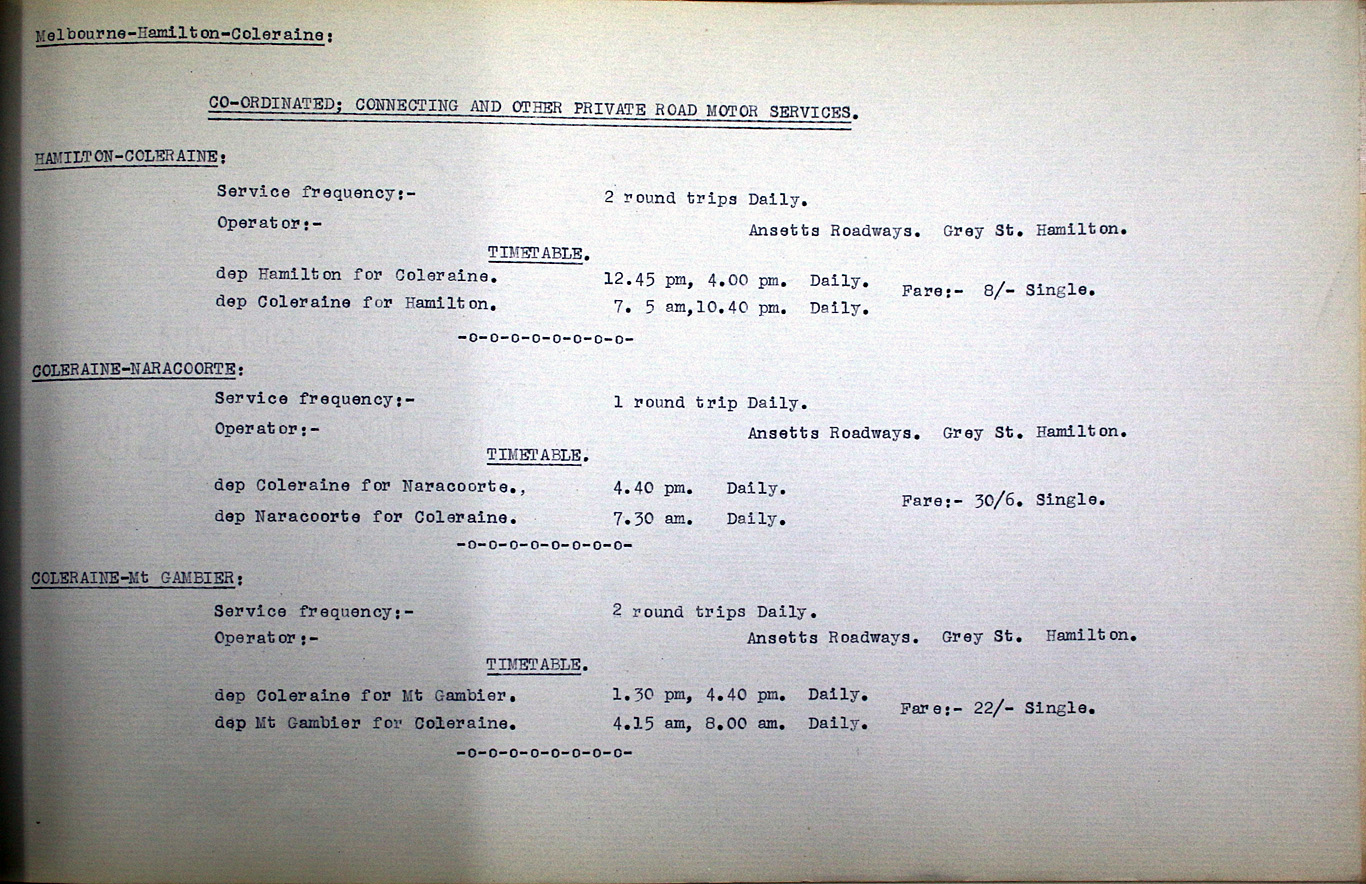 Melbourne-Hamilton-Coleraine:
CO-ORDINATED; CONNECTING AND OTHER PRIVATE ROAD MOTOR SERVICES.
HAMILTON-COLERAINE:
Service frequency:- 2 round trips Daily.
Operator:- Ansetts Roadways. Grey St. Hamilton.
TIMETABLE.
dep Hamilton for Coleraine. 12.45 pm, 4.00 pm. Daily. Fare:- 8/- Single.
dep Coleraine for Hamilton. 7. 5 am,10.40 pm. Daily.
-o-o-o-o-o-o-o-o-
COLERAINE-NARACOORTE:
Service frequency:- 1 round trip Daily.
Operator:- Ansetts Roadways. Grey St. Hamilton.
TIMETABLE.
dep Coleraine for Naracoorte., 4.40 pm. Daily. Fare:- 30/6. Single.
dep Naracoorte for Coleraine. 7.30 am. Daily.
-o-o-o-o-o-o-o-o-
COLERAINE-Mt GAMBIER:
Service frequency:- 2 round trips Daily.
Operator:- Ansetts Roadways. Grey St. Hamilton.
TIMETABLE.
dep Coleraine for Mt Gambier. 1.30 pm, 4.40 pm. Daily. Fare:- 22/- Single.
dep Mt Gambier for Coleraine. 4.15 am, 8.00 am. Daily.
-o-o-o-o-o-o-o-o-